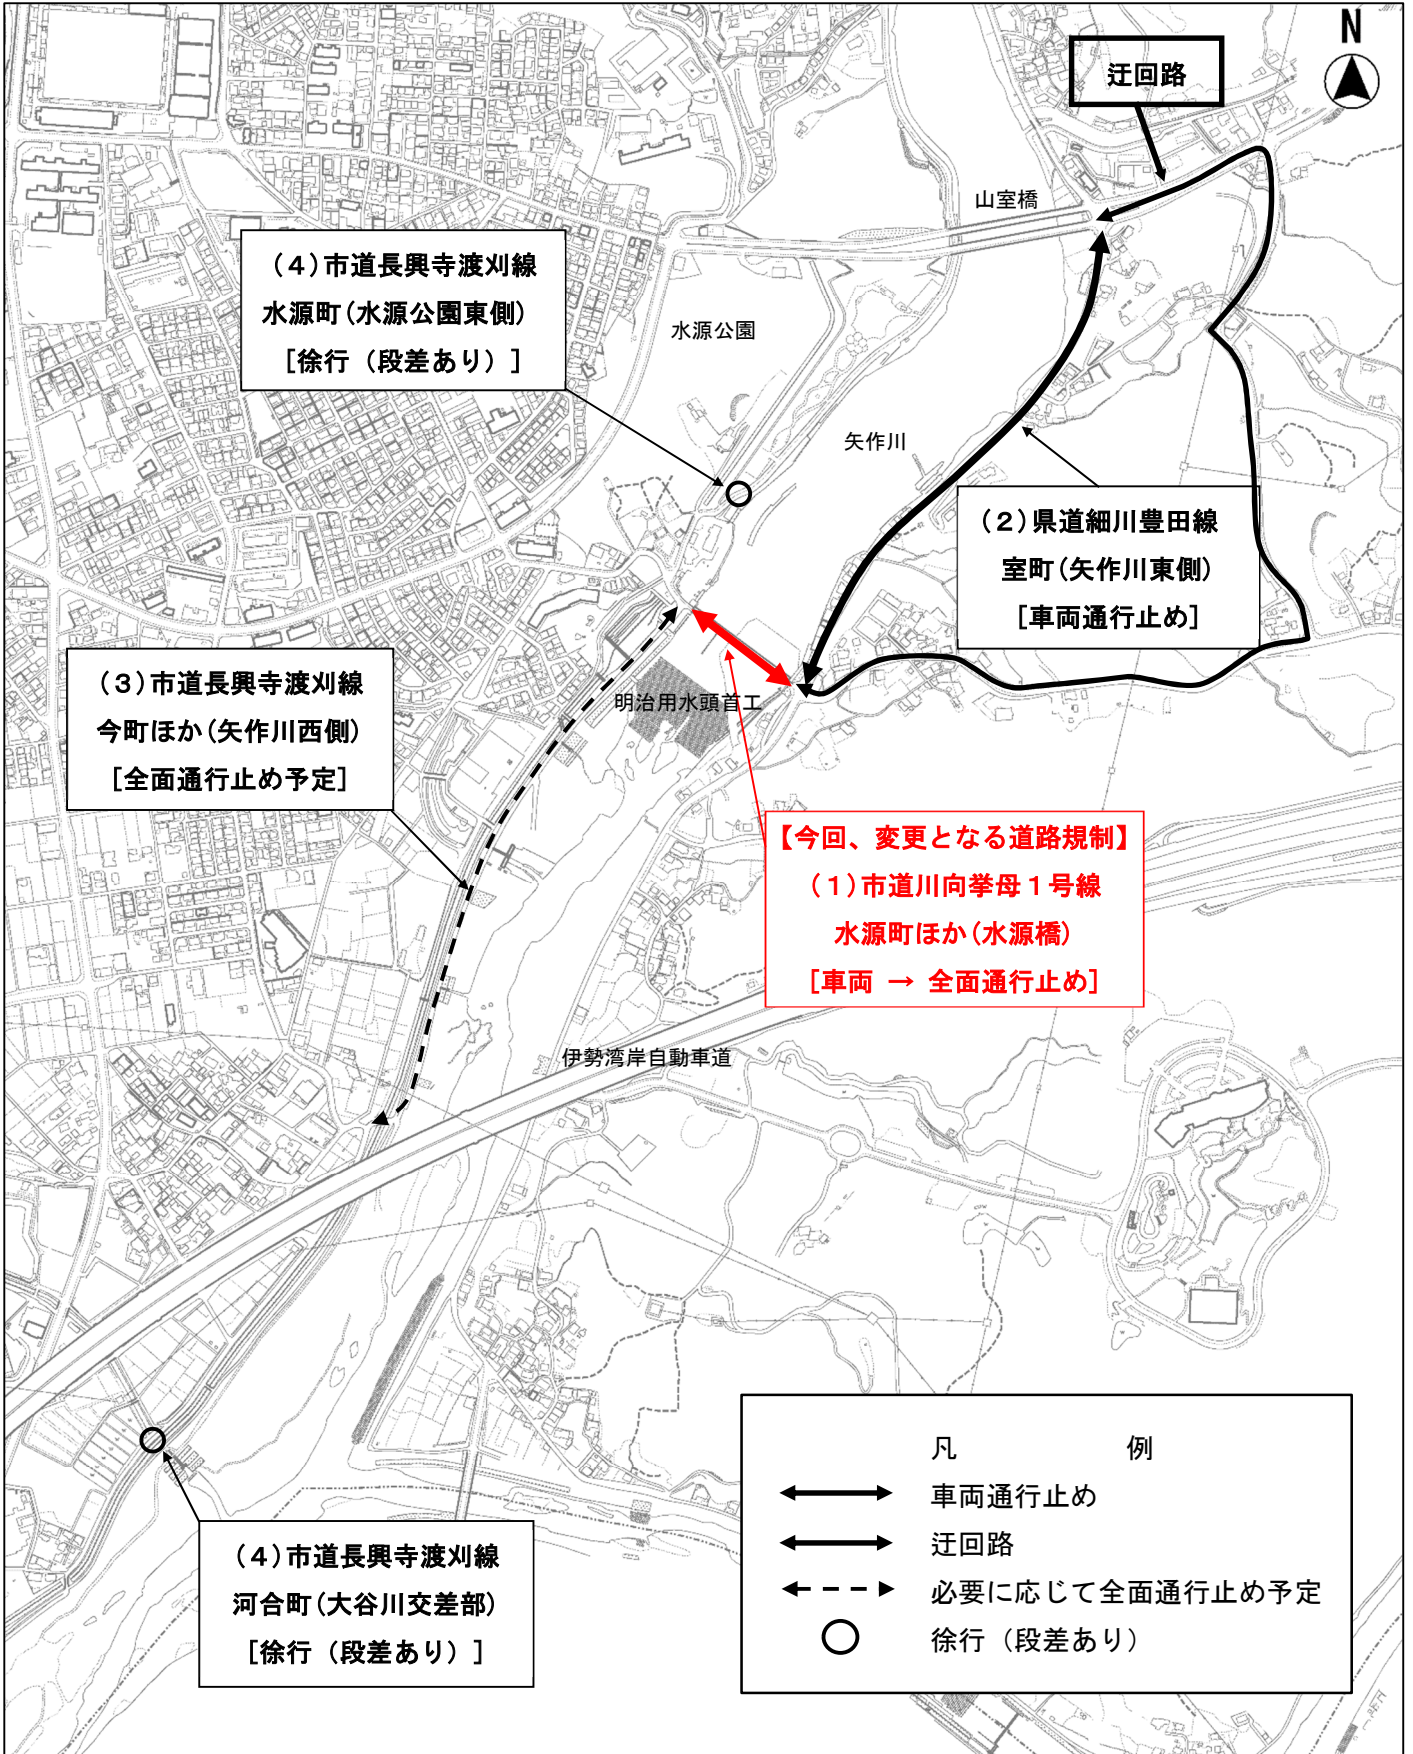 N
迂回路
山室橋
(4)市道長興寺渡刈線
水源町(水源公園東側)
[徐行(段差あり)]
水源公園
矢作川
(2)県道細川豊田線
室町(矢作川東側)
[車両通行止め]
(3)市道長興寺渡刈線
今町ほか(矢作川西側)
[全面通行止め予定]
明治用水頭首工
【今回、変更となる道路規制】
(1)市道川向挙母1号線
水源町ほか(水源橋)
[車両 → 全面通行止め]
伊勢湾岸自動車道
(4)市道長興寺渡刈線
河合町(大谷川交差部)
[徐行(段差あり)]
凡 例
車両通行止め
迂回路
必要に応じて全面通行止め予定
徐行(段差あり)